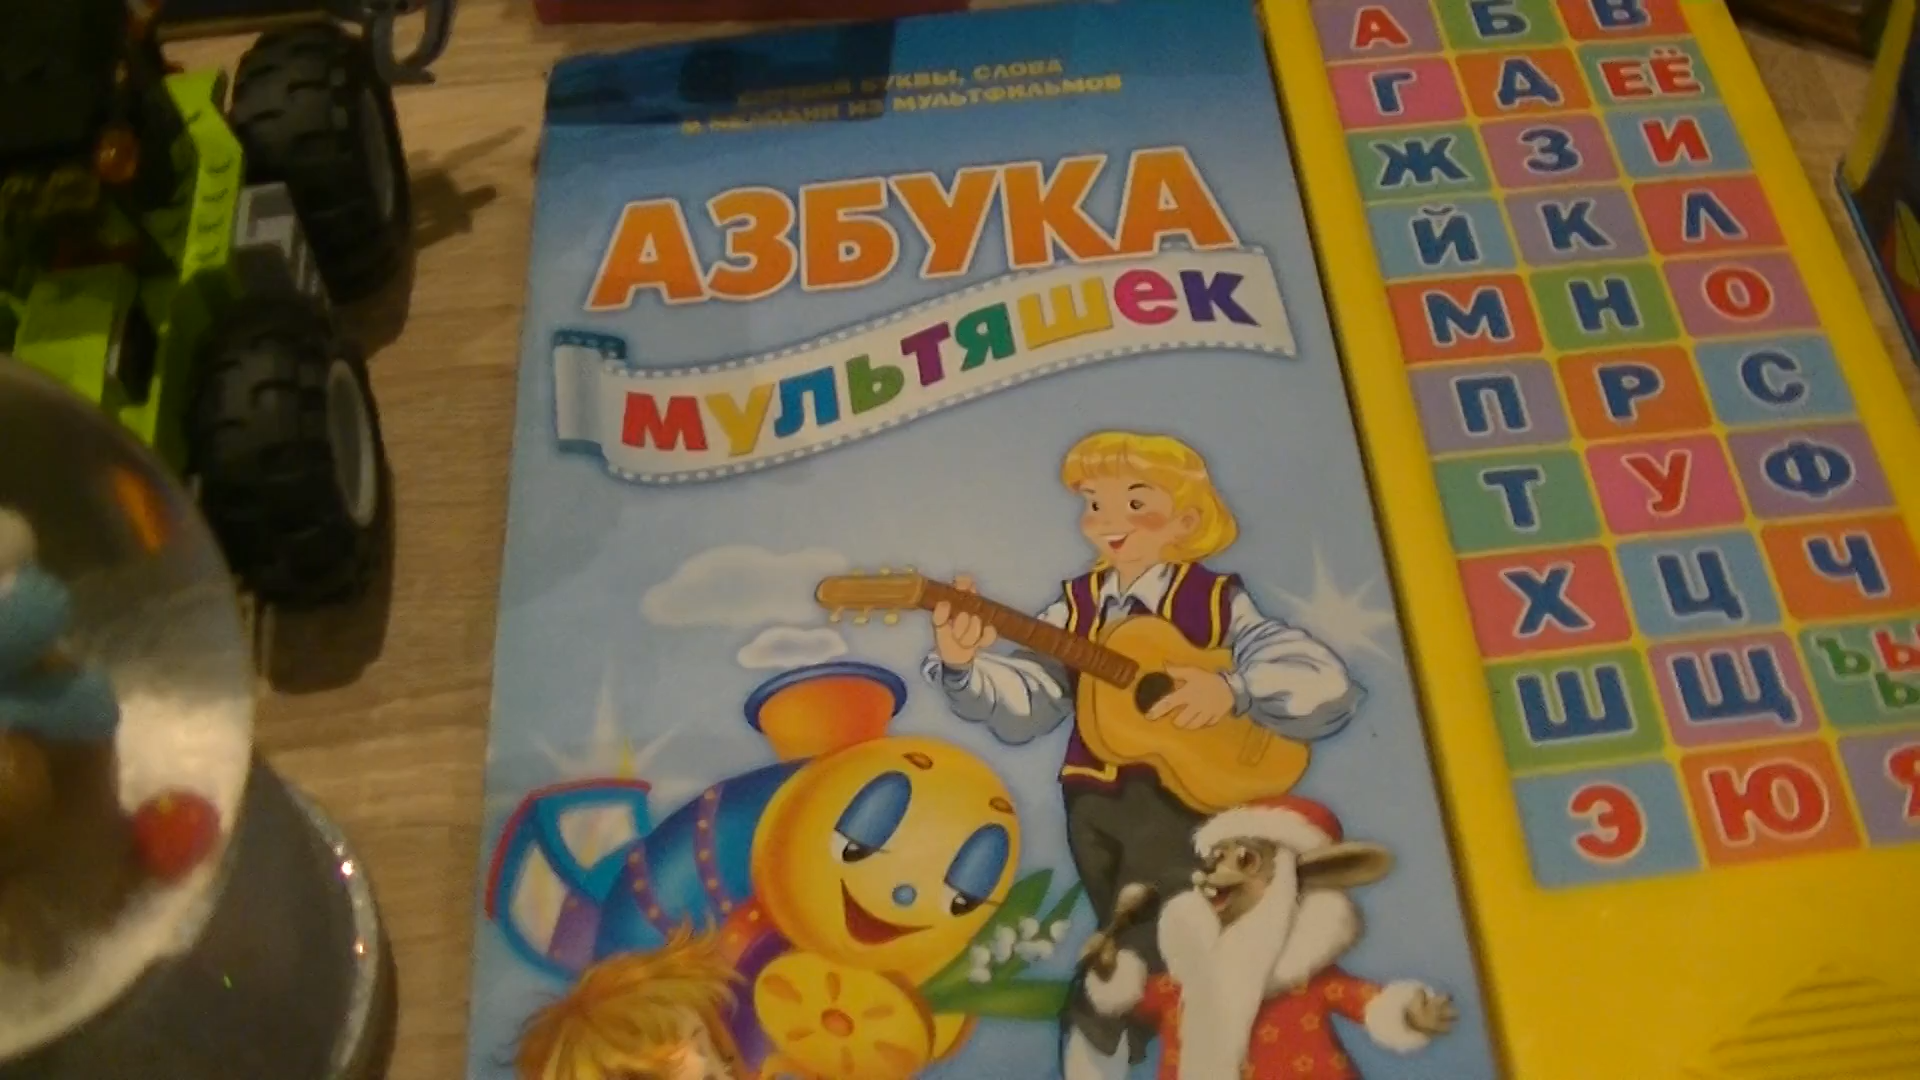 БУКВЫ, СЛОВА
И МЕЛОДИИ ИЗ МУЛЬТФИЛЬМОВ
АЗБУКА
мультяшек
А Б В
Г Д ЕЁ
Ж З И
Й К Л
М Н О
П Р С
Т У Ф
Х Ц Ч
Ш Щ Ъ Ы Ь
Э Ю Я